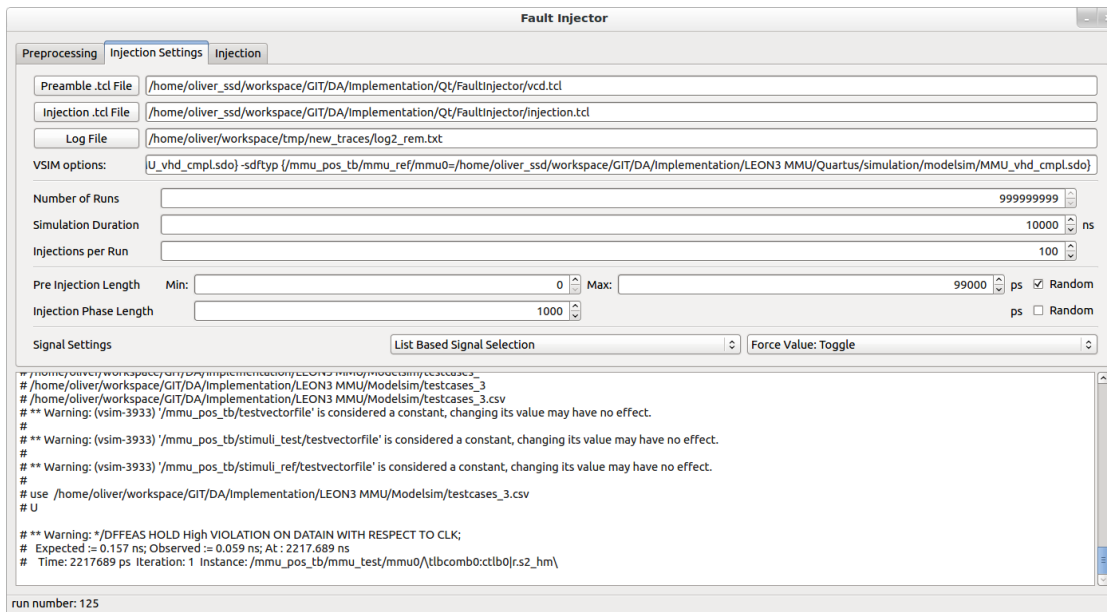 Fault Injector
Preprocessing Injection Settings Injection
Preamble .tcl File /home/oliver_ssd/workspace/GIT/DA/Implementation/Qt/FaultInjector/vcd.tcl
Injection .tcl File /home/oliver_ssd/workspace/GIT/DA/Implementation/Qt/FaultInjector/injection.tcl
Log File /home/oliver/workspace/tmp/new_traces/log2_rem.txt
VSIM options: IU_vhd_cmpl.sdo} -sdftyp {/mmu_pos_tb/mmu_ref/mmu0=/home/oliver_ssd/workspace/GIT/DA/Implementation/LEON3 MMU/Quartus/simulation/modelsim/MMU_vhd_cmpl.sdo}
Number of Runs 999999999
Simulation Duration 10000 ns
Injections per Run 100
Pre Injection Length Min: 0 Max: 99000 ps Random
Injection Phase Length 1000 ps Random
Signal Settings List Based Signal Selection Force Value: Toggle
# /home/oliver/workspace/GIT/DA/Implementation/LEON3 MMU/Modelsim/testcases_
# /home/oliver/workspace/GIT/DA/Implementation/LEON3 MMU/Modelsim/testcases_3
# /home/oliver/workspace/GIT/DA/Implementation/LEON3 MMU/Modelsim/testcases_3.csv
# ** Warning: (vsim-3933) '/mmu_pos_tb/testvectorfile' is considered a constant, changing its value may have no effect.
#
# ** Warning: (vsim-3933) '/mmu_pos_tb/stimuli_test/testvectorfile' is considered a constant, changing its value may have no effect.
#
# ** Warning: (vsim-3933) '/mmu_pos_tb/stimuli_ref/testvectorfile' is considered a constant, changing its value may have no effect.
#
# use /home/oliver/workspace/GIT/DA/Implementation/LEON3 MMU/Modelsim/testcases_3.csv
# U
# ** Warning: */DFFEAS HOLD High VIOLATION ON DATAIN WITH RESPECT TO CLK;
# Expected := 0.157 ns; Observed := 0.059 ns; At : 2217.689 ns
# Time: 2217689 ps Iteration: 1 Instance: /mmu_pos_tb/mmu_test/mmu0/\tlbcomb0:ctlb0|r.s2_hm\
run number: 125